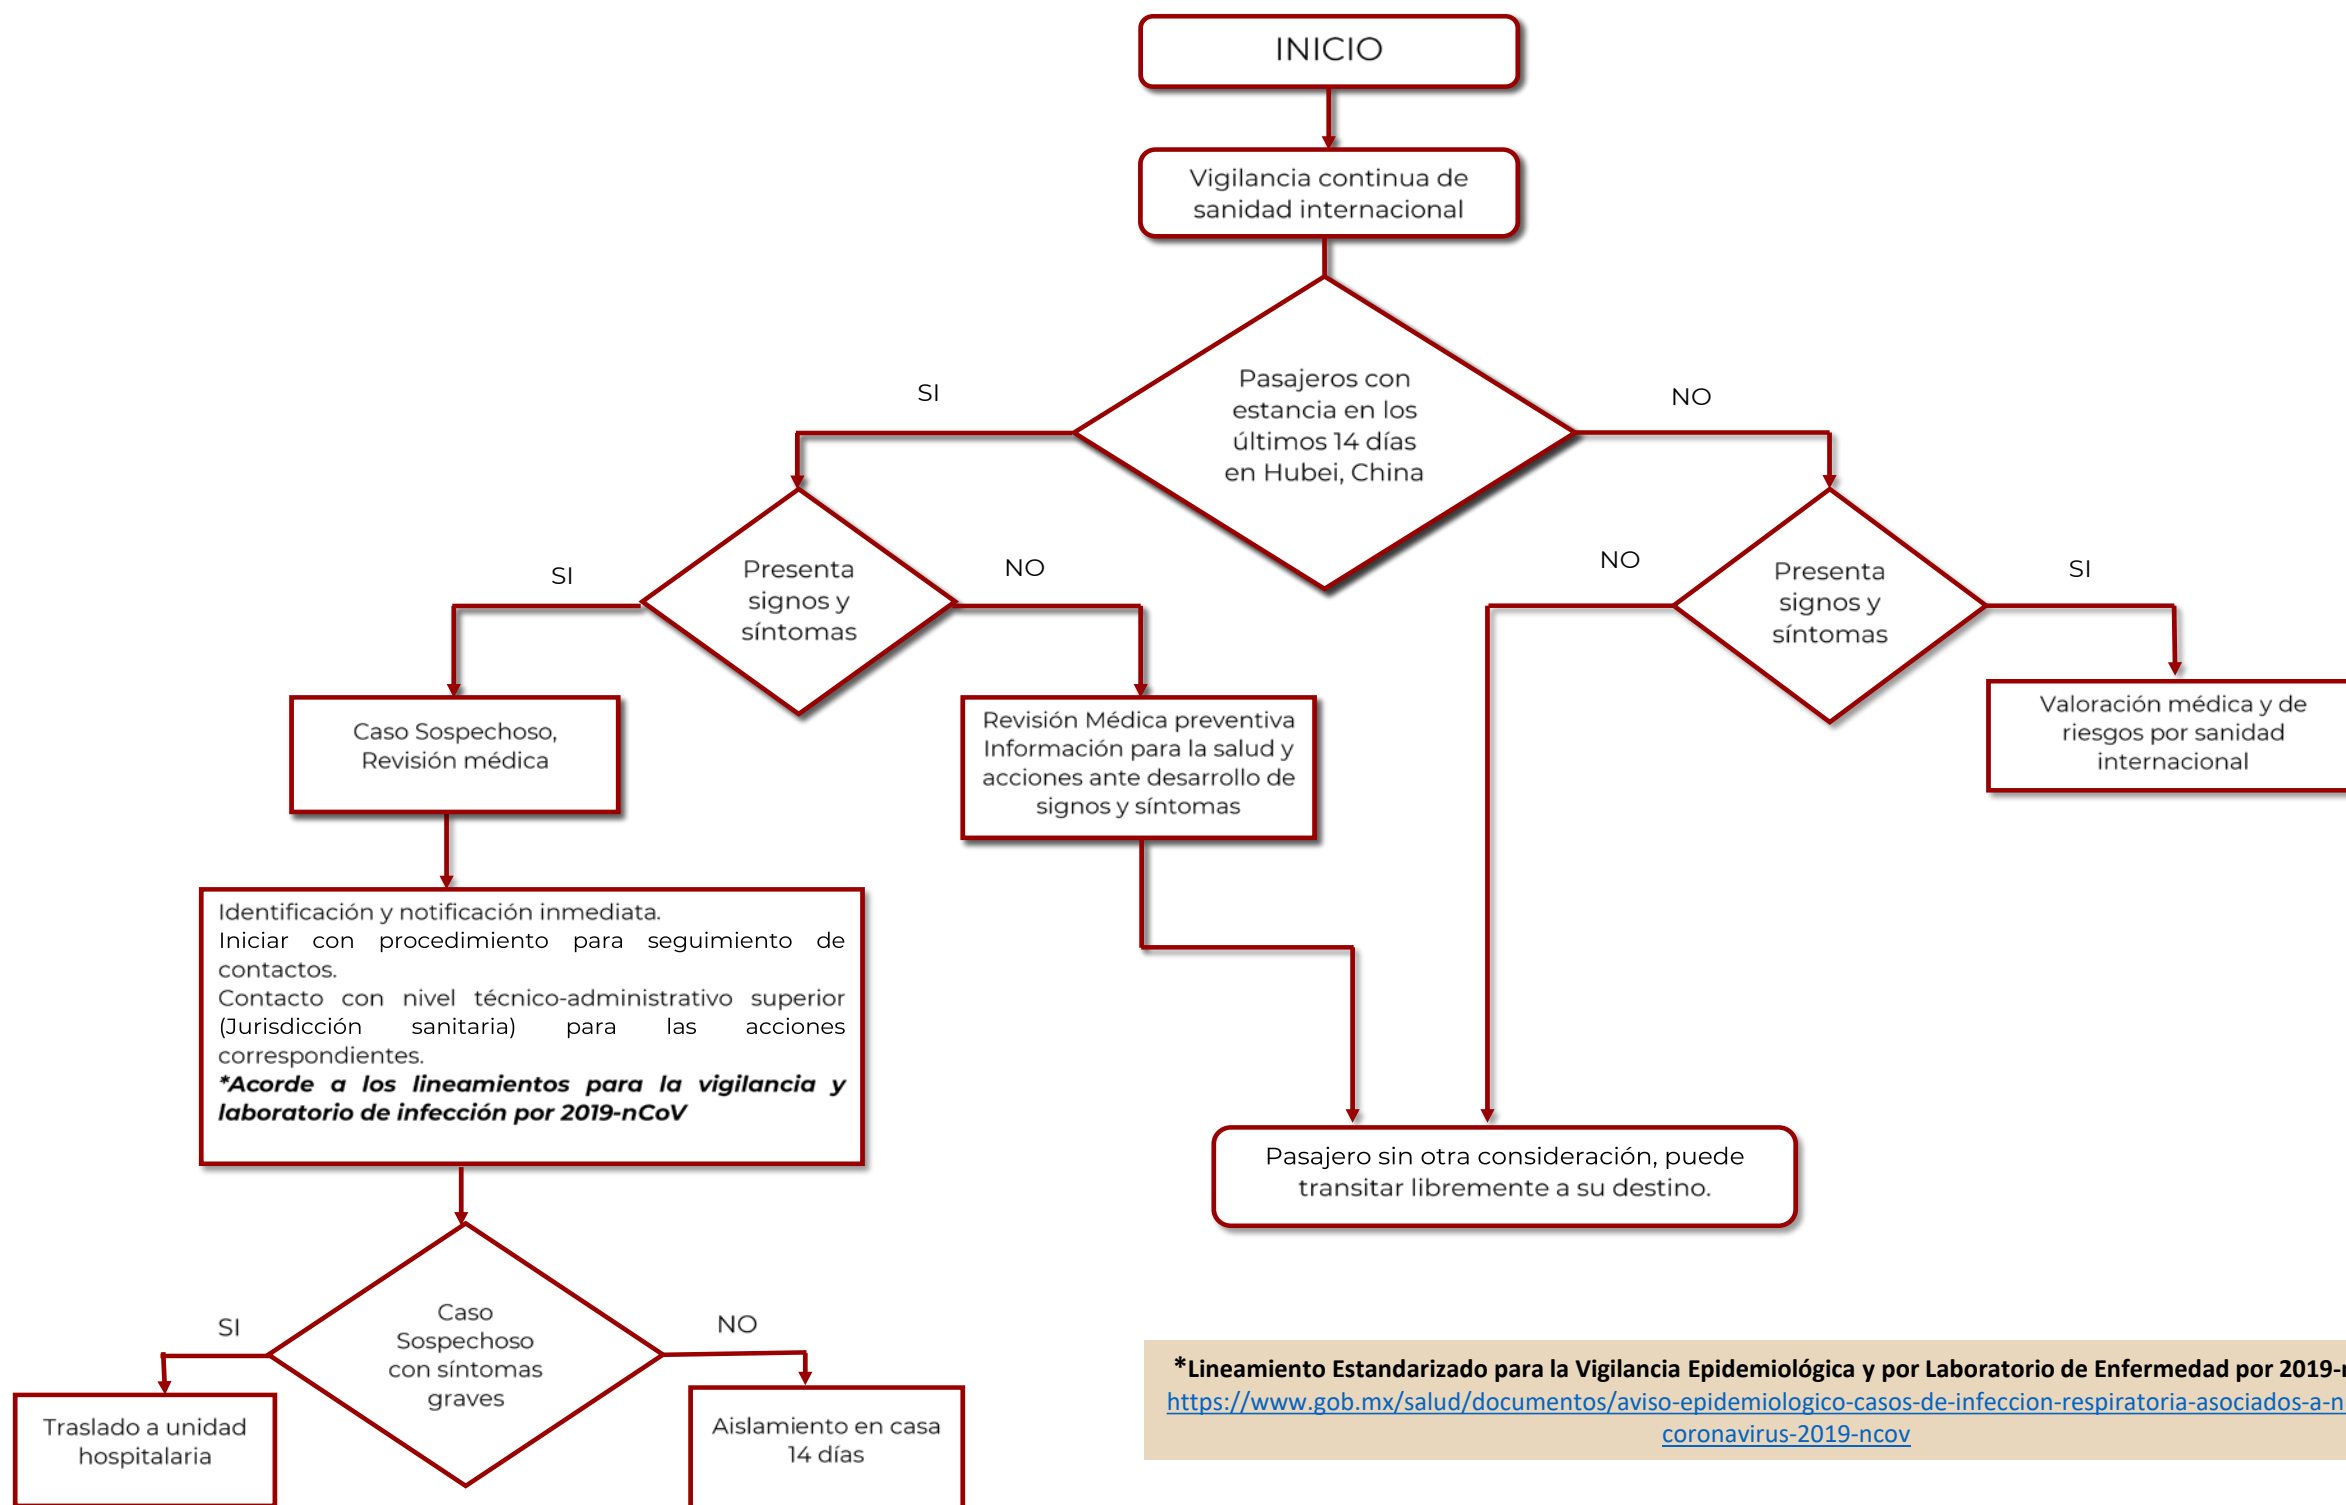 INICIO
Vigilancia continua de
sanidad internacional
Pasajeros con
estancia en los
últimos 14 días
en Hubei, China
SI
NO
Presenta
signos y
síntomas
SI
NO
Presenta
signos y
síntomas
NO
SI
Caso Sospechoso,
Revisión médica
Revisión Médica preventiva
Información para la salud y
acciones ante desarrollo de
signos y síntomas
Valoración médica y de
riesgos por sanidad
internacional
Identificación y notificación inmediata.
Iniciar con procedimiento para seguimiento de
contactos.
Contacto con nivel técnico-administrativo superior
(Jurisdicción sanitaria) para las acciones
correspondientes.
*Acorde a los lineamientos para la vigilancia y
laboratorio de infección por 2019-nCoV
Pasajero sin otra consideración, puede
transitar libremente a su destino.
Caso
Sospechoso
con síntomas
graves
SI
NO
Traslado a unidad
hospitalaria
Aislamiento en casa
14 días
*Lineamiento Estandarizado para la Vigilancia Epidemiológica y por Laboratorio de Enfermedad por 2019-
https://www.gob.mx/salud/documentos/aviso-epidemiologico-casos-de-infeccion-respiratoria-asociados-a-
coronavirus-2019-ncov